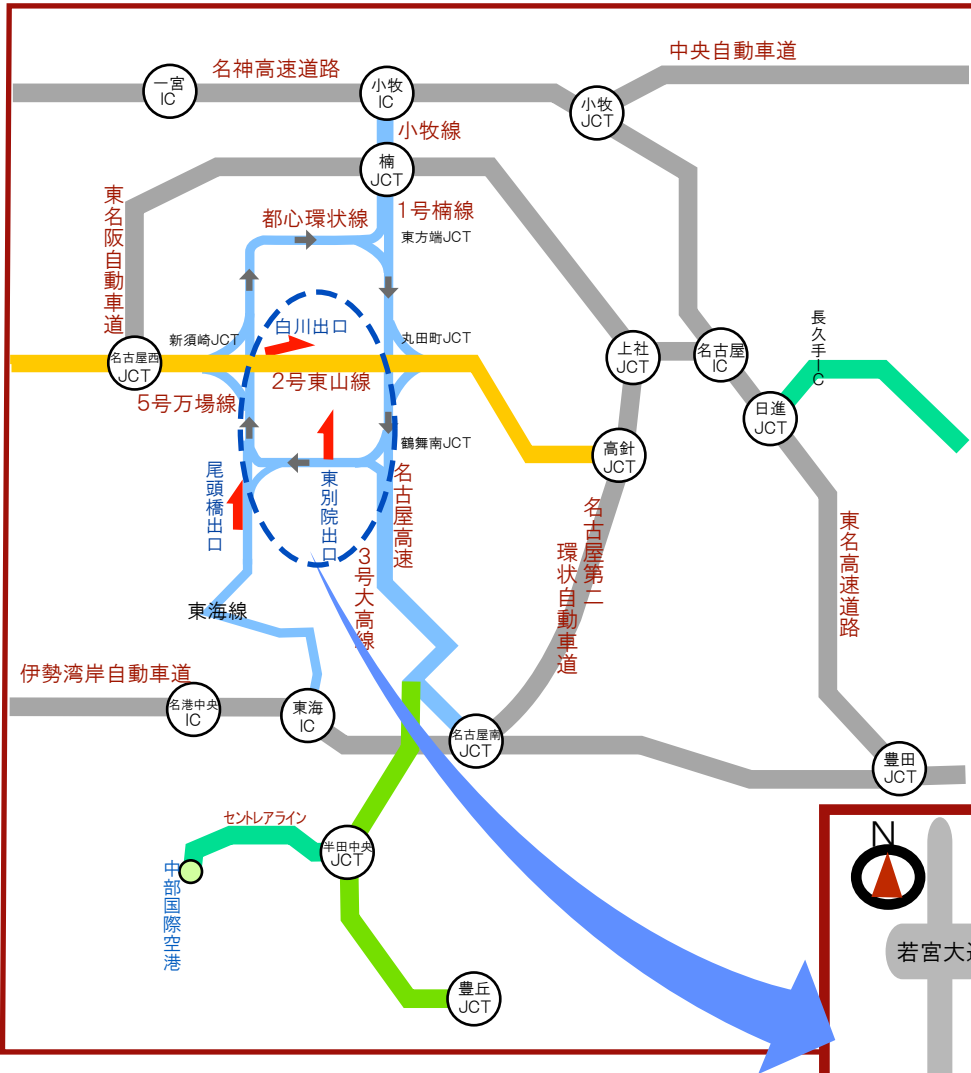 中央自動車道
名神高速道路
一宮
IC
小牧
IC
小牧
JCT
小牧線
楠
JCT
東名阪自動車道
都心環状線
1号楠線
東方端JCT
新須崎JCT
白川出口
丸田町JCT
長久手IC
名古屋西
JCT
上社
JCT
名古屋
IC
2号東山線
5号万場線
日進
JCT
鶴舞南JCT
高針
JCT
尾頭橋出口
東別院出口
名古屋高速
3号大高線
名古屋第二
環状自動車道
東名高速道路
東海線
伊勢湾岸自動車道
名港中央
IC
東海
IC
名古屋南
JCT
豊田
JCT
セントレアライン
半田中央
JCT
中部国際空港
N
若宮大
豊丘
JCT